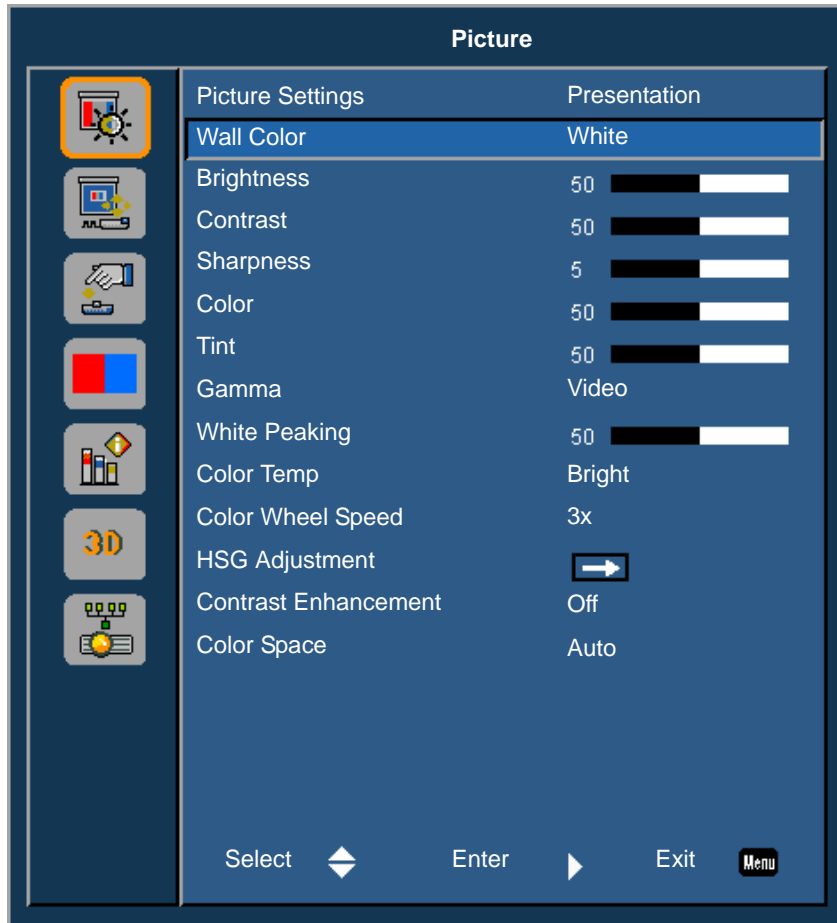 Picture
Picture Settings Presentation
Wall Color White
Brightness 50
Contrast 50
Sharpness 5
Color 50
Tint 50
Gamma Video
White Peaking 50
Color Temp Bright
Color Wheel Speed 3x
3D
HSG Adjustment
Contrast Enhancement Off
Color Space Auto
Select Enter Exit Menu